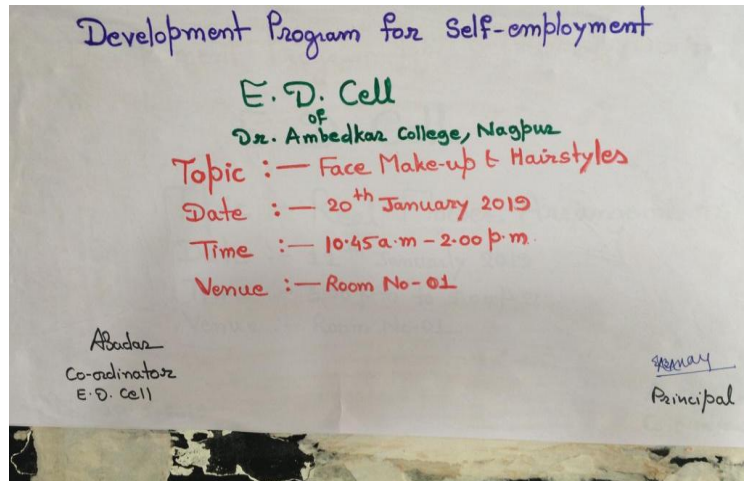 Development Program for Self-employment
E. D. Cell
of
Dr. Ambedkar College, Nagpur
Topic :— Face Make-up & Hairstyles
Date :— 20th January 2019
Time :— 10.45 a.m – 2.00 p.m.
Venue :— Room No-01
Co-ordinator
E.D. Cell
Principal